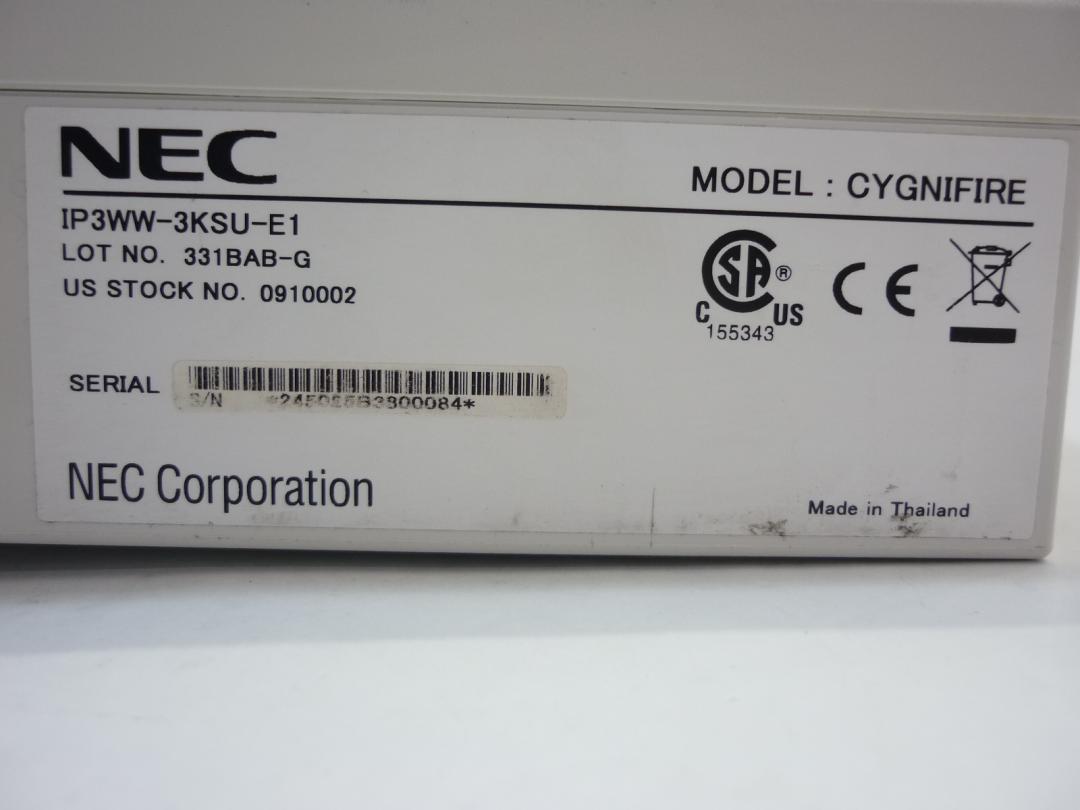 NEC
MODEL : CYGNIFIRE
IP3WW-3KSU-E1
LOT NO. 331BAB-G
US STOCK NO. 0910002
CSA®
C US
155343
CE
SERIAL
S/N
NEC Corporation
Made in Thailand